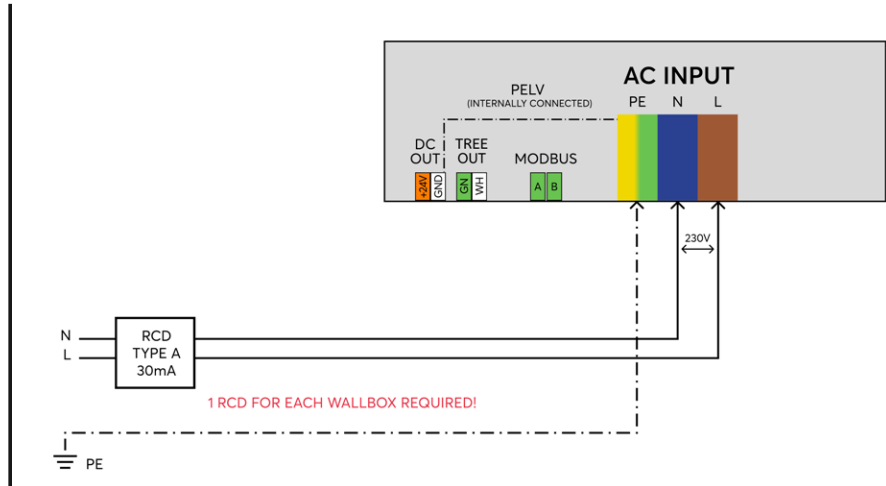 AC INPUT
PELV
(INTERNALLY CONNECTED)
PE N L
DC
OUT
TREE
OUT
MODBUS
+24V
GND
GN
WH
A
B
230V
N
L
RCD
TYPE A
30mA
1 RCD FOR EACH WALLBOX REQUIRED!
PE